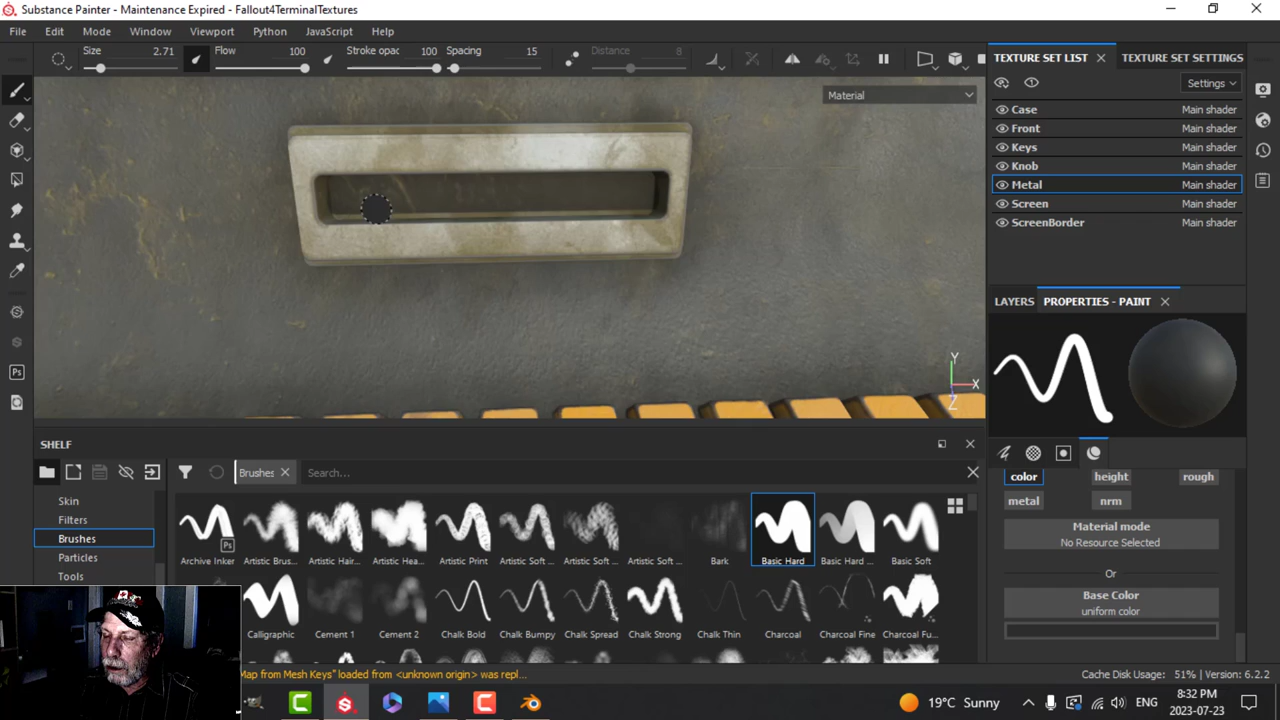 Substance Painter - Maintenance Expired - Fallout4TerminalTextures
File Edit Mode Window Viewport Python JavaScript Help
Size 2.71 Flow 100 Stroke opac 100 Spacing 15 Distance 8
Material
TEXTURE SET LIST TEXTURE SET SETTINGS
Settings
Case Main shader
Front Main shader
Keys Main shader
Knob Main shader
Metal Main shader
Screen Main shader
ScreenBorder Main shader
LAYERS PROPERTIES - PAINT
Y
X
Z
color height rough
metal nrm
Material mode
No Resource Selected
Or
Base Color
uniform color
SHELF
Brushes Search...
Skin
Filters
Brushes
Particles
Tools
Ps
Ps
Archive Inker Artistic Brus... Artistic Hair... Artistic Hea... Artistic Print Artistic Soft ... Artistic Soft ... Artistic Soft ... Bark Basic Hard Basic Hard ... Basic Soft
Calligraphic Cement 1 Cement 2 Chalk Bold Chalk Bumpy Chalk Spread Chalk Strong Chalk Thin Charcoal Charcoal Fine Charcoal Fu...
Map from Mesh Keys" loaded from <unknown origin> was repl...
Cache Disk Usage: 51% | Version: 6.2.2
19°C Sunny
ENG
8:32 PM
2023-07-23